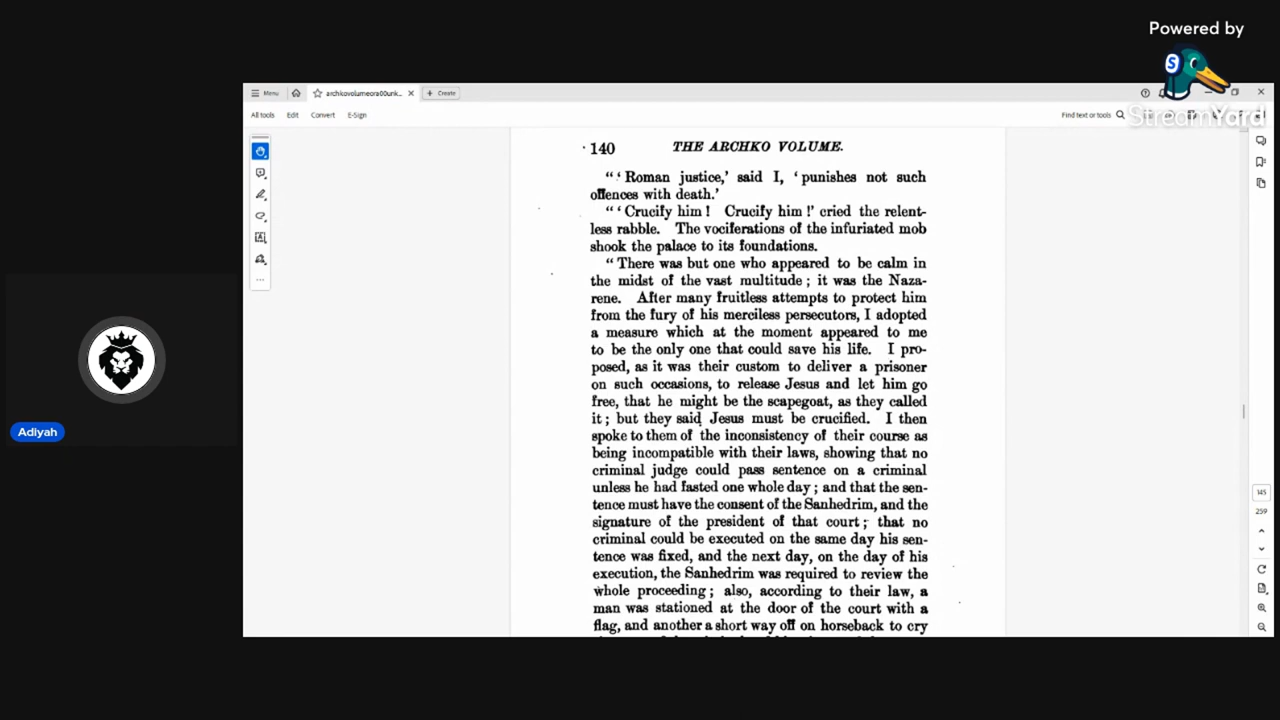 Powered by
StreamYard
Menu
archkovolumeora00unk...
Create
All tools
Edit
Convert
E-Sign
Find text or tools
140 THE ARCHKO VOLUME.
"' Roman justice,' said I, 'punishes not such
offences with death.'
"' Crucify him ! Crucify him !' cried the relent-
less rabble. The vociferations of the infuriated mob
shook the palace to its foundations.
" There was but one who appeared to be calm in
the midst of the vast multitude ; it was the Naza-
rene. After many fruitless attempts to protect him
from the fury of his merciless persecutors, I adopted
a measure which at the moment appeared to me
to be the only one that could save his life. I pro-
posed, as it was their custom to deliver a prisoner
on such occasions, to release Jesus and let him go
free, that he might be the scapegoat, as they called
it ; but they said Jesus must be crucified. I then
spoke to them of the inconsistency of their course as
being incompatible with their laws, showing that no
criminal judge could pass sentence on a criminal
unless he had fasted one whole day ; and that the sen-
tence must have the consent of the Sanhedrim, and the
signature of the president of that court ; that no
criminal could be executed on the same day his sen-
tence was fixed, and the next day, on the day of his
execution, the Sanhedrim was required to review the
whole proceeding ; also, according to their law, a
man was stationed at the door of the court with a
flag, and another a short way off on horseback to cry
145
259
Adiyah